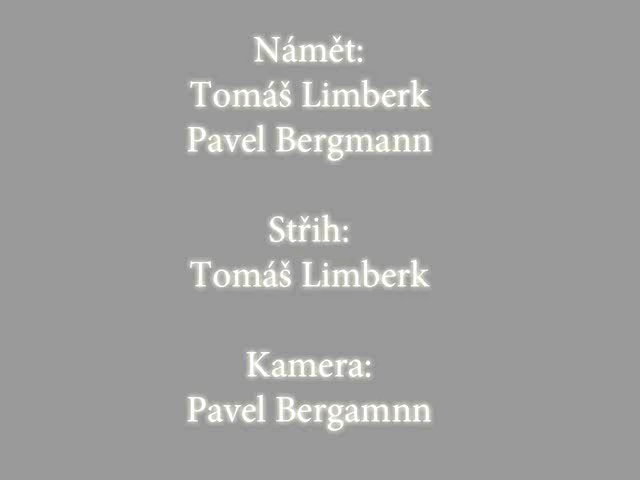 Námět:
Tomáš Limberk
Pavel Bergmann
Střih:
Tomáš Limberk
Kamera:
Pavel Bergamnn